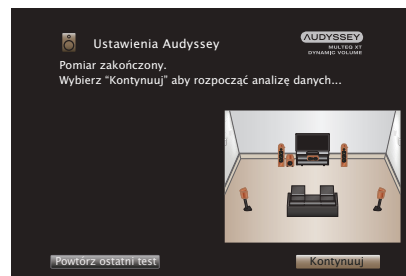 Ustawienia Audyssey
AUDYSSEY
MULTEQ XT
DYNAMIC VOLUME
Pomiar zakończony.
Wybierz “Kontynuuj” aby rozpocząć analizę danych...
Powtórz ostatni test
Kontynuuj